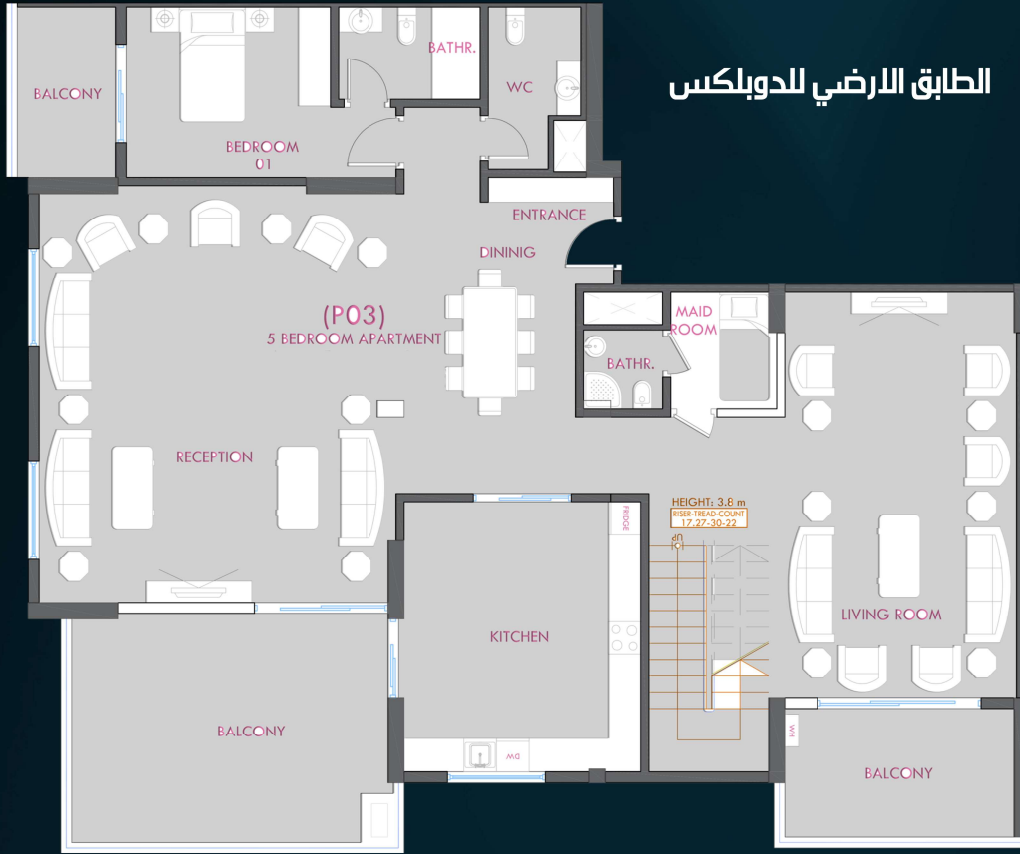 الطابق الارضي للدوبلكس
BALCONY
BEDROOM
01
BATHR.
WC
ENTRANCE
DININIG
(P03)
5 BEDROOM APARTMENT
RECEPTION
MAID
ROOM
BATHR.
HEIGHT: 3.8 m
RISER-TREAD-COUNT
17.27-30-22
UP
FRIDGE
KITCHEN
DW
LIVING ROOM
BALCONY
WM
BALCONY